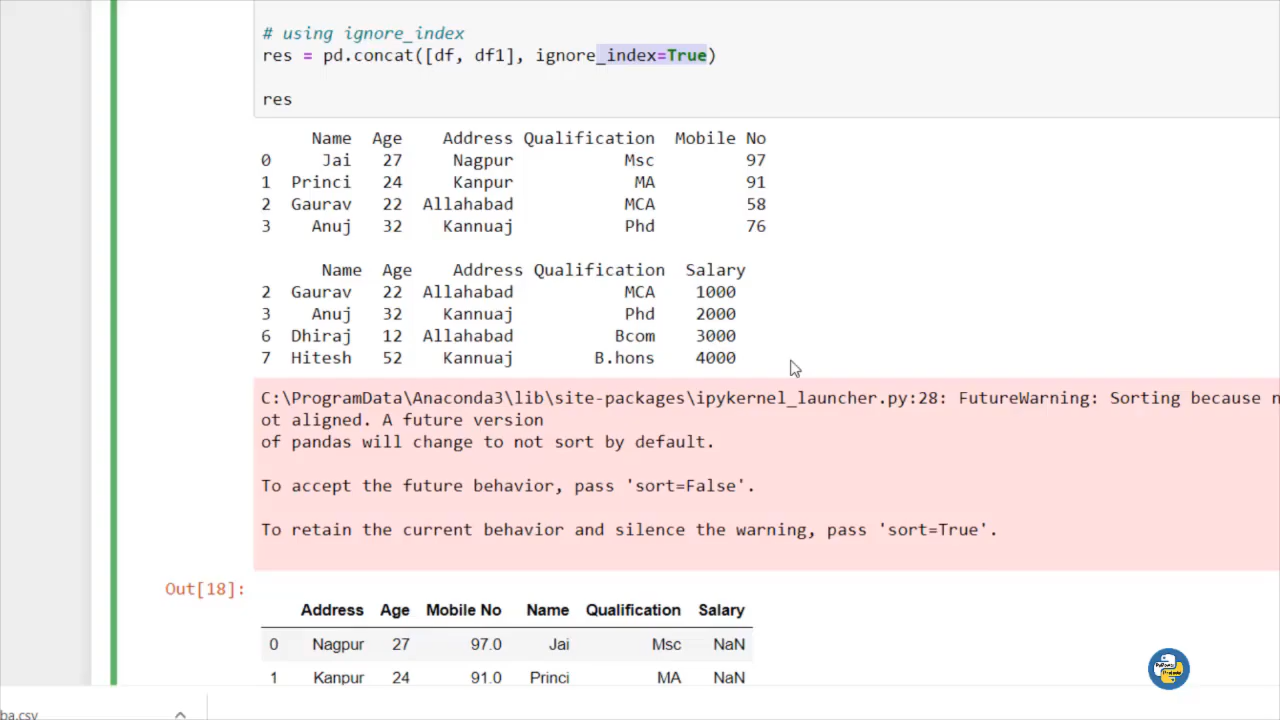 # using ignore_index
res = pd.concat([df, df1], ignore_index=True)
res
Name Age Address Qualification Mobile No
0 Jai 27 Nagpur Msc 97
1 Princi 24 Kanpur MA 91
2 Gaurav 22 Allahabad MCA 58
3 Anuj 32 Kannuaj Phd 76
Name Age Address Qualification Salary
2 Gaurav 22 Allahabad MCA 1000
3 Anuj 32 Kannuaj Phd 2000
6 Dhiraj 12 Allahabad Bcom 3000
7 Hitesh 52 Kannuaj B.hons 4000
C:\ProgramData\Anaconda3\lib\site-packages\ipykernel_launcher.py:28: FutureWarning: Sorting because n
ot aligned. A future version
of pandas will change to not sort by default.
To accept the future behavior, pass 'sort=False'.
To retain the current behavior and silence the warning, pass 'sort=True'.
Out[18]:
Address Age Mobile No Name Qualification Salary
0 Nagpur 27 97.0 Jai Msc NaN
1 Kanpur 24 91.0 Princi MA NaN
ba.csv